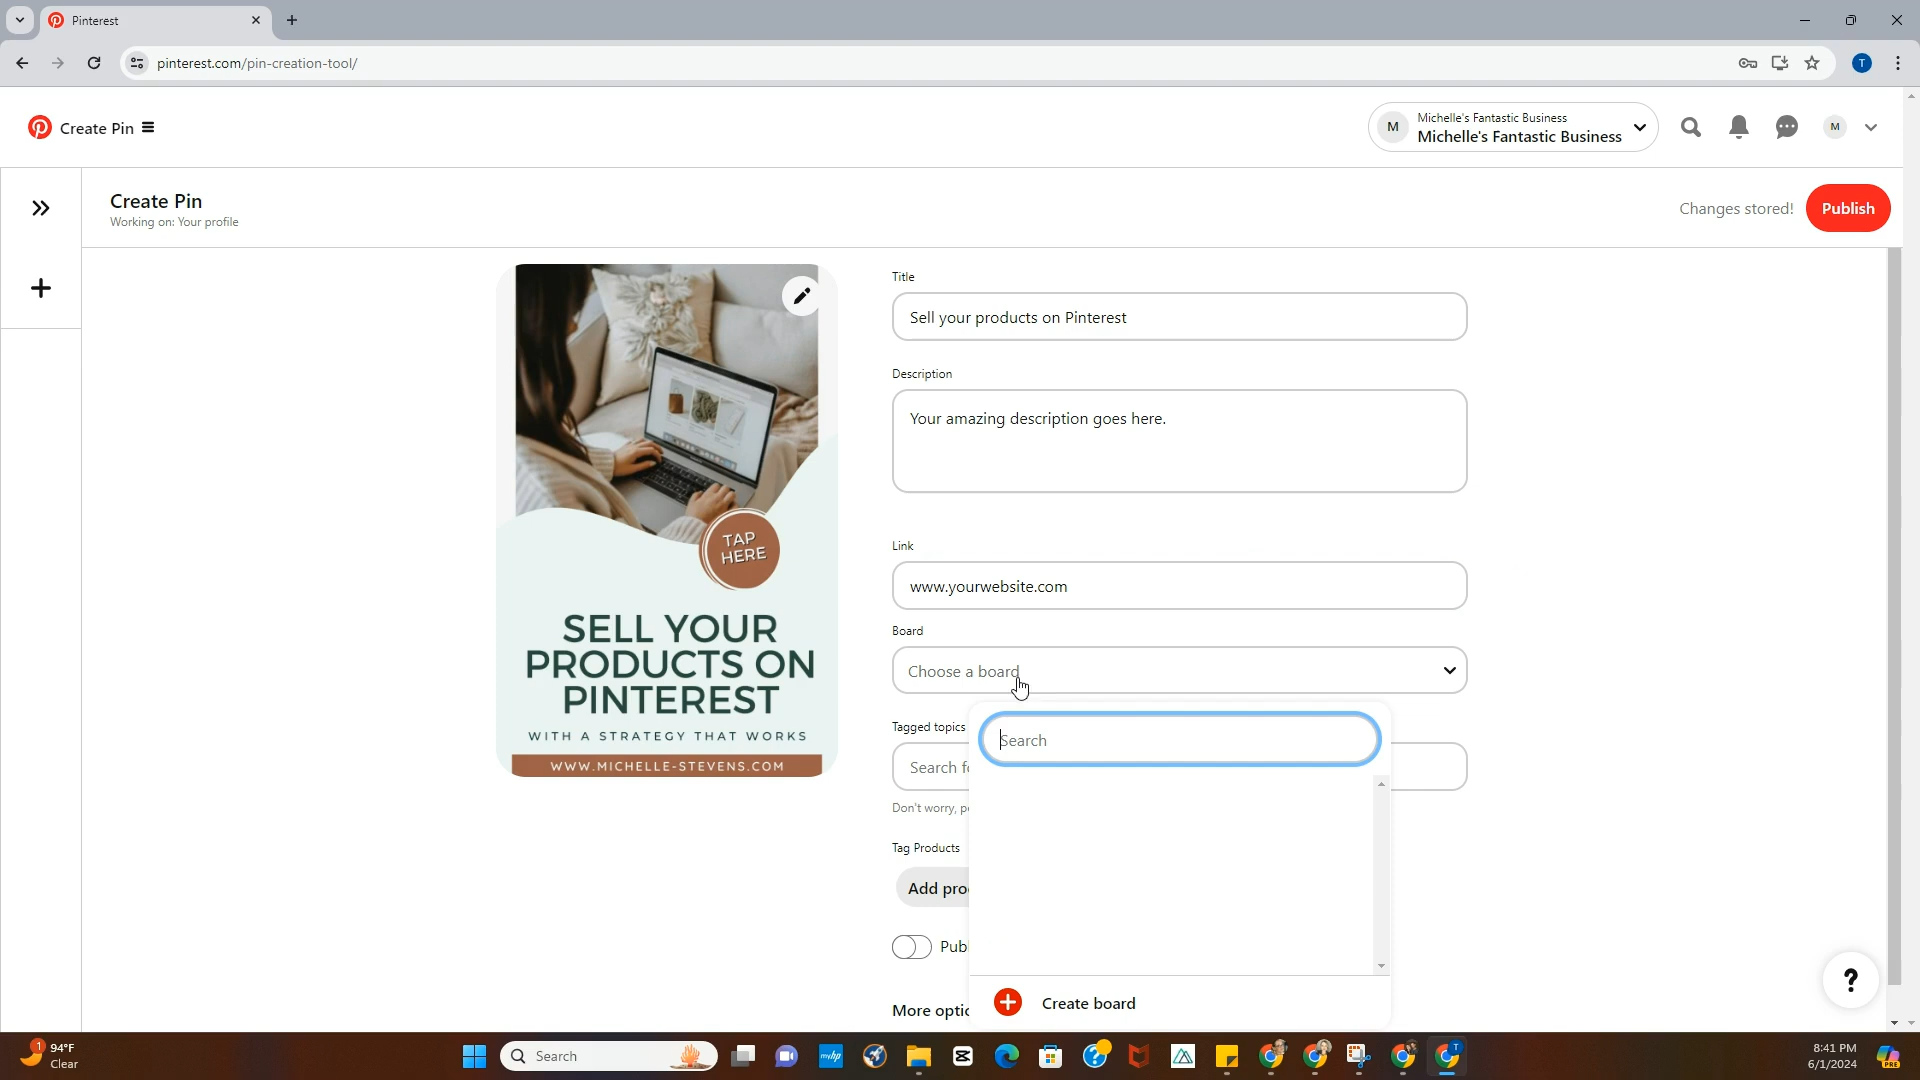 Pinterest
pinterest.com/pin-creation-tool/
T
Create Pin
M
Michelle's Fantastic Business
Michelle's Fantastic Business
M
Create Pin
Working on: Your profile
Changes stored!
Publish
TAP
HERE
SELL YOUR
PRODUCTS ON
PINTEREST
WITH A STRATEGY THAT WORKS
WWW.MICHELLE-STEVENS.COM
Title
Sell your products on Pinterest
Description
Your amazing description goes here.
Link
www.yourwebsite.com
Board
Choose a board
Search
Tagged topics
Search f
Don't worry, p
Tag Products
Add pro
Publ
More optio
Create board
?
1
94°F
Clear
Search
myhp
T
8:41 PM
6/1/2024
PRE